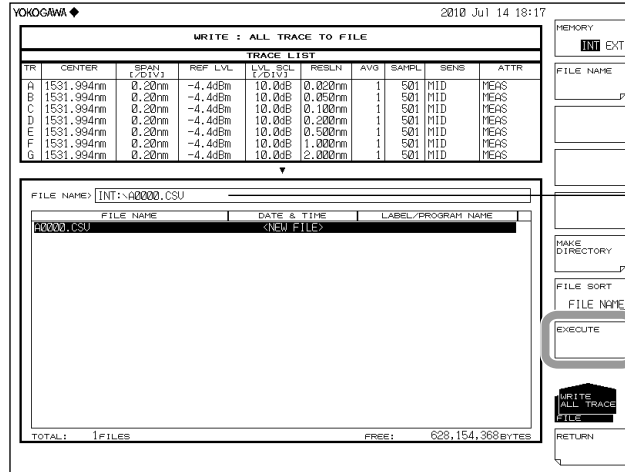 YOKOGAWA ◆ 2010 Jul 14 18:17
WRITE : ALL TRACE TO FILE
TRACE LIST
TR CENTER SPAN [/DIV] REF LVL LVL SCL [/DIV] RESLN AVG SAMPL SENS ATTR
A 1531.994nm 0.20nm -4.4dBm 10.0dB 0.020nm 1 501 MID MEAS
B 1531.994nm 0.20nm -4.4dBm 10.0dB 0.050nm 1 501 MID MEAS
C 1531.994nm 0.20nm -4.4dBm 10.0dB 0.100nm 1 501 MID MEAS
D 1531.994nm 0.20nm -4.4dBm 10.0dB 0.200nm 1 501 MID MEAS
E 1531.994nm 0.20nm -4.4dBm 10.0dB 0.500nm 1 501 MID MEAS
F 1531.994nm 0.20nm -4.4dBm 10.0dB 1.000nm 1 501 MID MEAS
G 1531.994nm 0.20nm -4.4dBm 10.0dB 2.000nm 1 501 MID MEAS
FILE NAME> INT:\A0000.CSV
FILE NAME DATE & TIME LABEL/PROGRAM NAME
A0000.CSV <NEW FILE>
TOTAL: 1FILES FREE: 628,154,368BYTES
MEMORY
INT EXT
FILE NAME
MAKE
DIRECTORY
FILE SORT
FILE NAME
EXECUTE
WRITE
ALL TRACE
FILE
RETURN